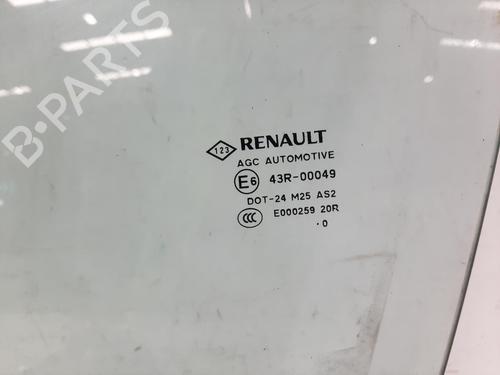 B-PARTS
123 RENAULT
AGC AUTOMOTIVE
E6 43R-00049
DOT-24 M25 AS2
CCC E000259 20R
·0